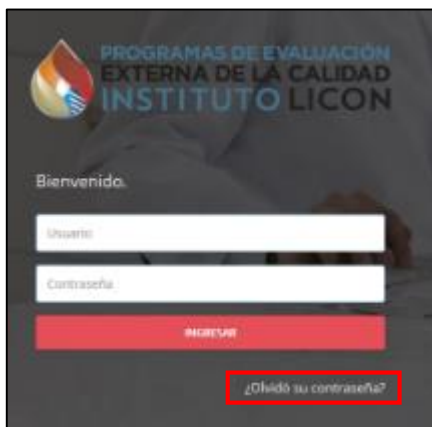 PROGRAMAS DE EVALUACIÓN
EXTERNA DE LA CALIDAD
INSTITUTO LICON
Bienvenido.
Usuario
Contraseña
INGRESAR
¿Olvidó su contraseña?